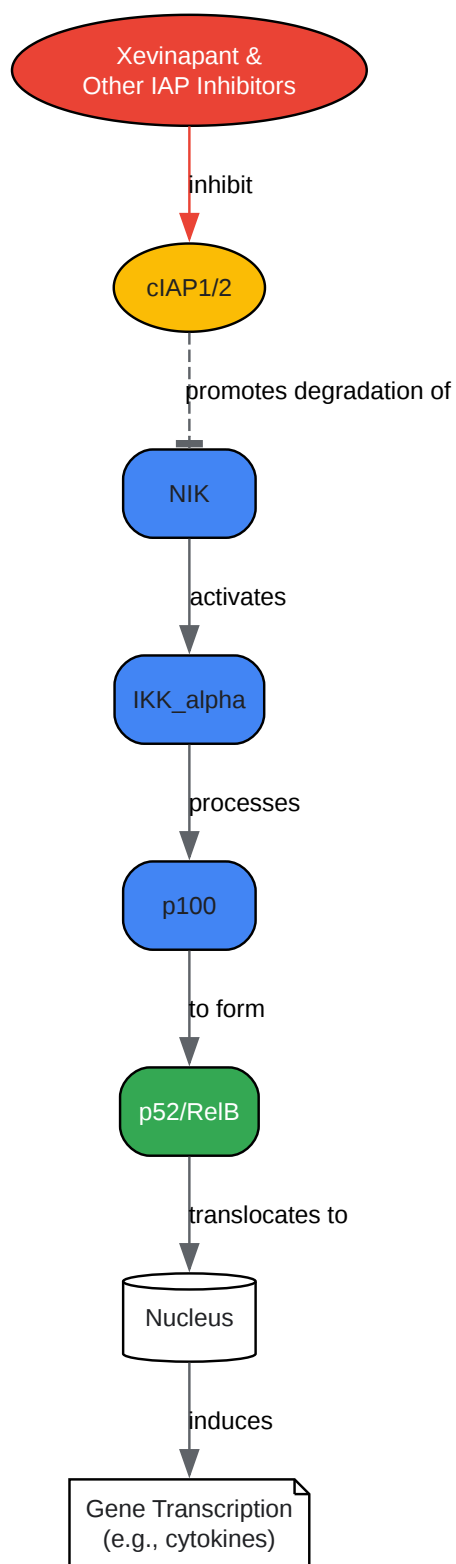 Xevinapant &
Other IAP Inhibitors
inhibit
cIAP1/2
promotes degradation of
NIK
activates
IKK_alpha
processes
p100
to form
p52/RelB
translocates to
Nucleus
induces
Gene Transcription
(e.g., cytokines)